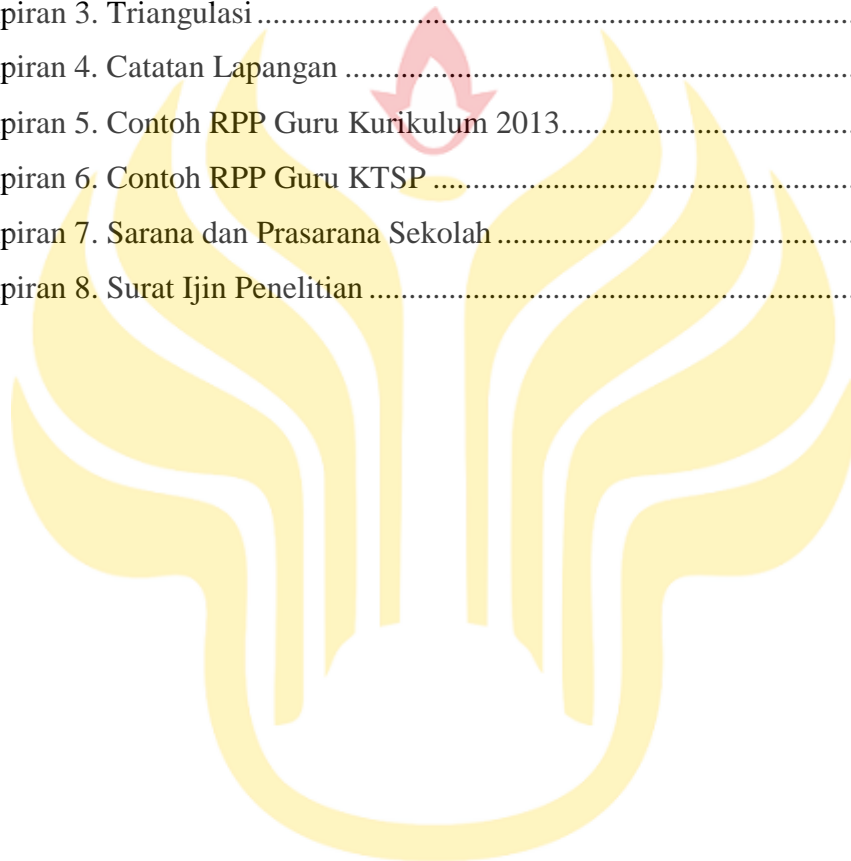 piran 3. Triangulasi ....................................................................................
piran 4. Catatan Lapangan ........................................................................
piran 5. Contoh RPP Guru Kurikulum 2013..........................................
piran 6. Contoh RPP Guru KTSP ............................................................
piran 7. Sarana dan Prasarana Sekolah ....................................................
piran 8. Surat Ijin Penelitian .....................................................................